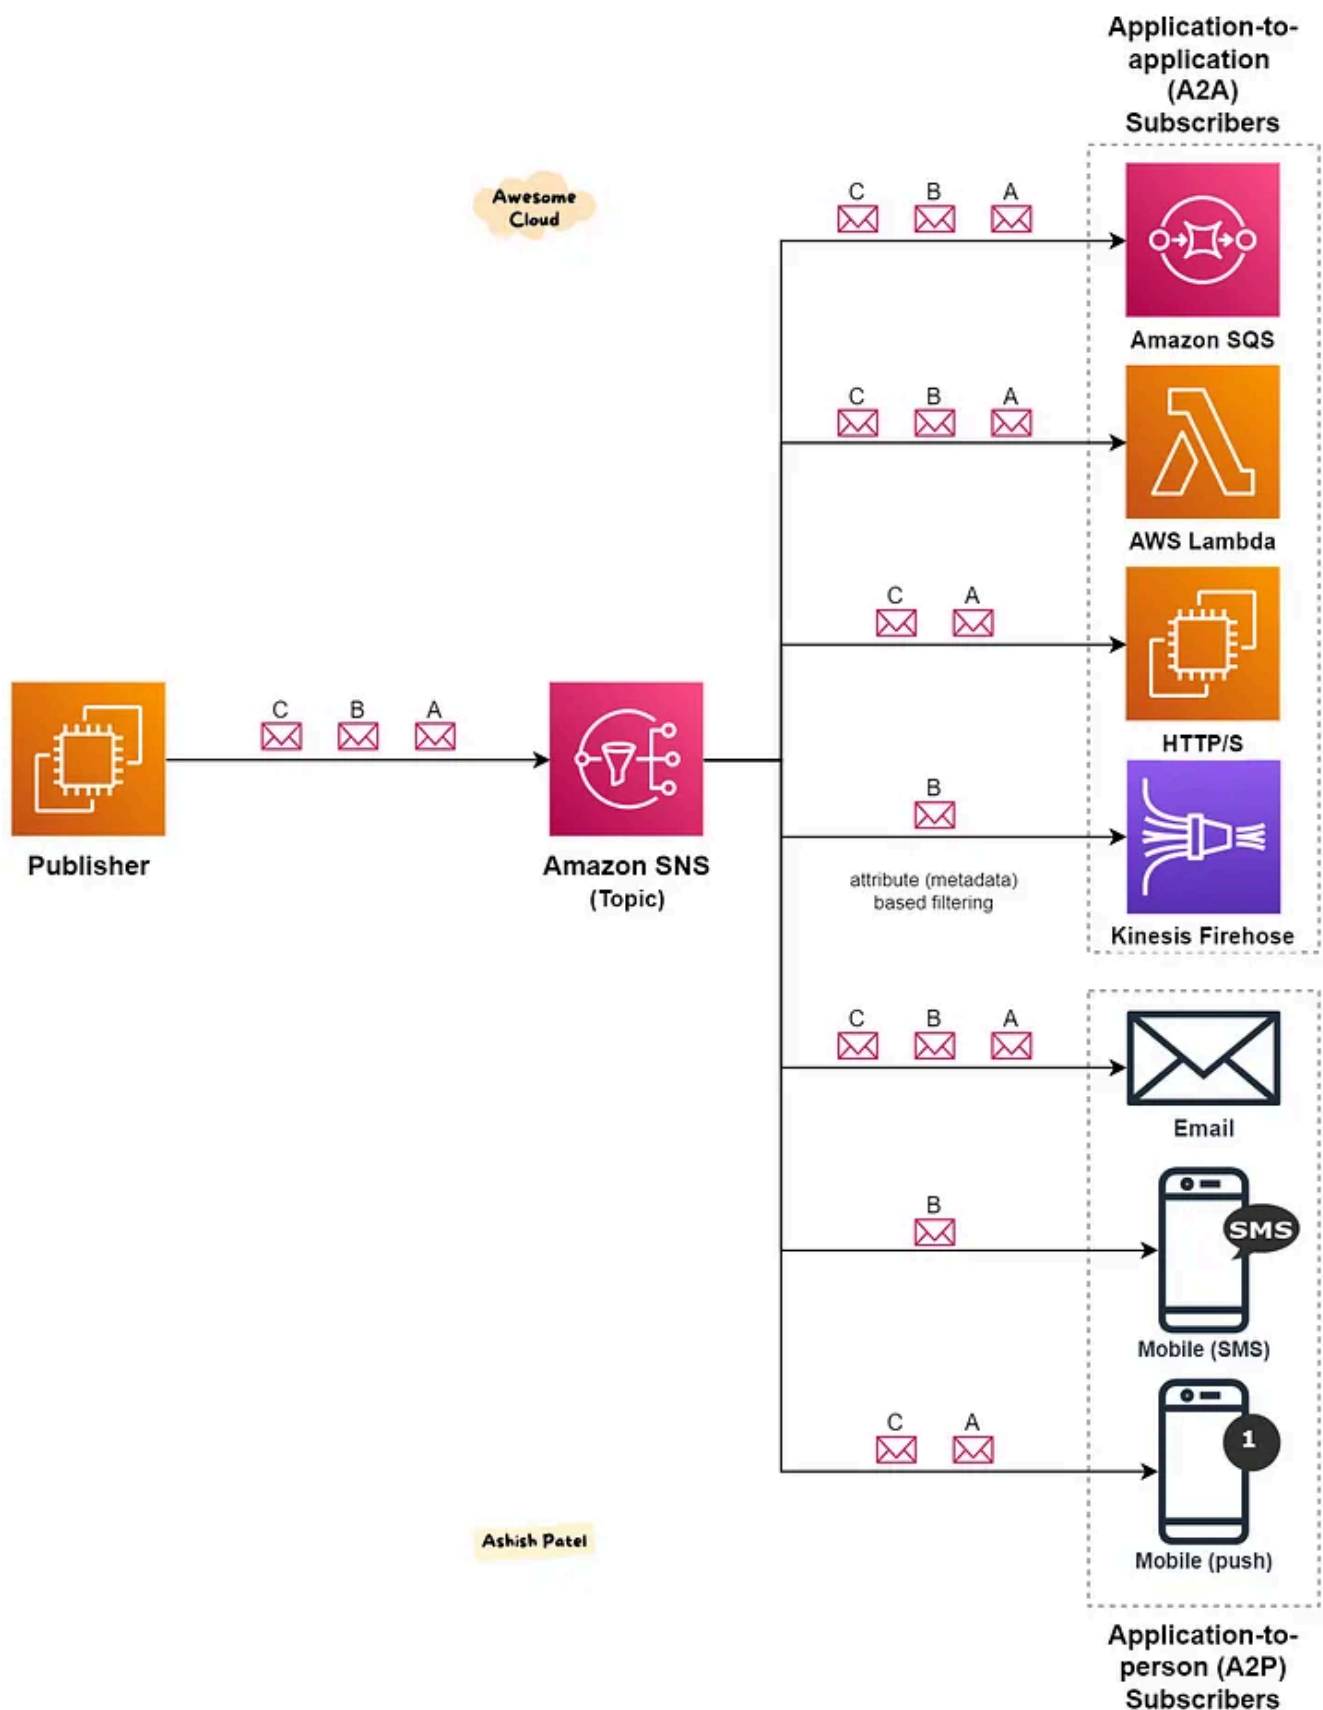 Application-to-
application
(A2A)
Subscribers
Awesome
Cloud
C B A
Amazon SQS
C B A
AWS Lambda
C A
HTTP/S
C B A
Publisher
Amazon SNS
(Topic)
B
attribute (metadata)
based filtering
Kinesis Firehose
C B A
Email
B
SMS
Mobile (SMS)
C A
1
Mobile (push)
Ashish Patel
Application-to-
person (A2P)
Subscribers